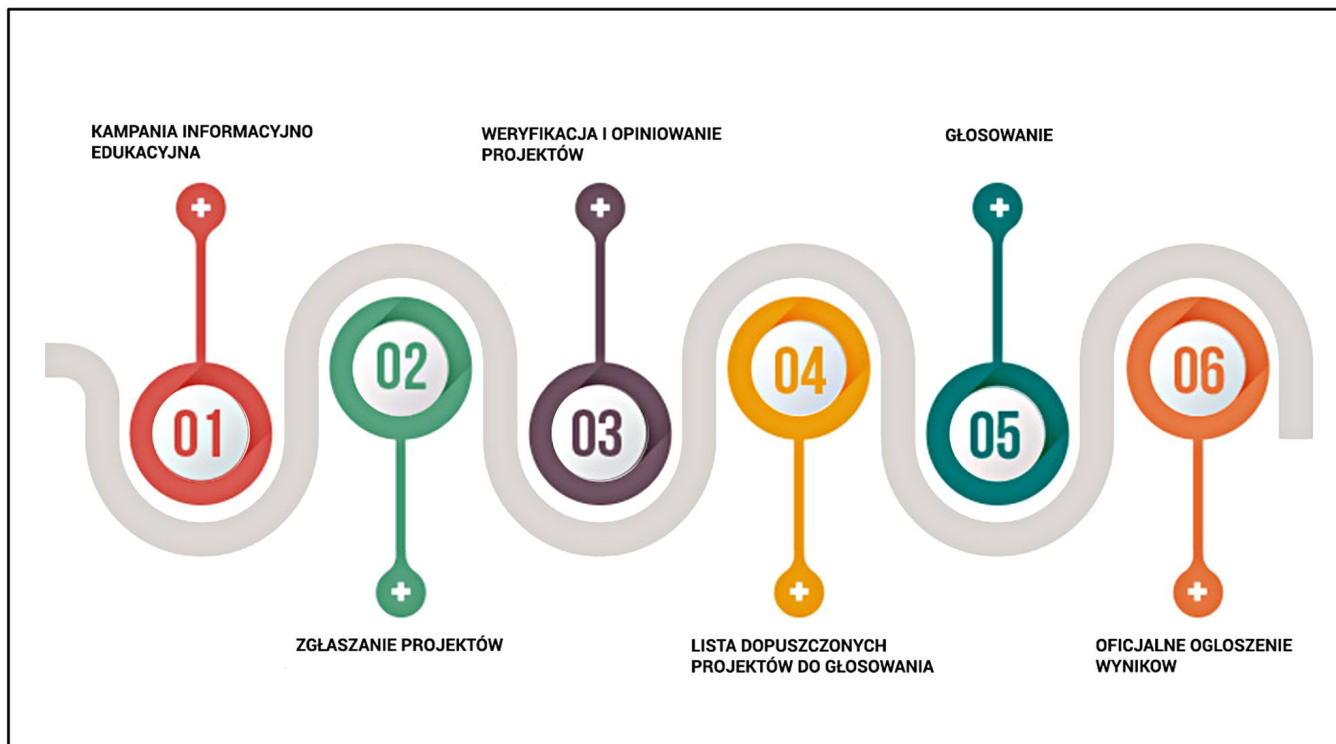 KAMPANIA INFORMACYJNO
EDUKACYJNA
01
02
ZGŁASZANIE PROJEKTÓW
WERYFIKACJA I OPINIOWANIE
PROJEKTÓW
03
04
LISTA DOPUSZCZONYCH
PROJEKTÓW DO GŁOSOWANIA
GŁOSOWANIE
05
06
OFICJALNE OGLOSZENIE
WYNIKOW